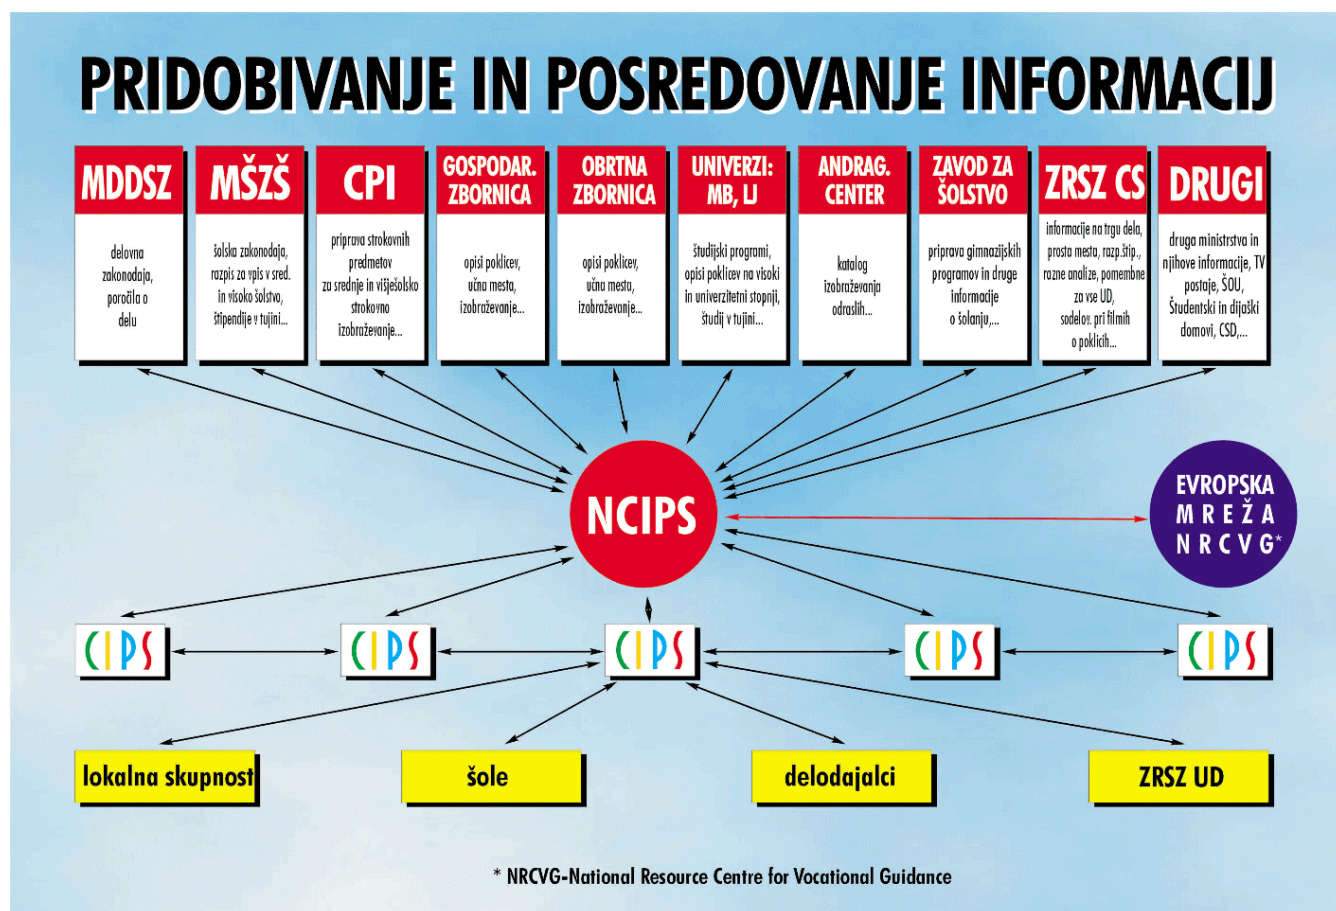 PRIDOBIVANJE IN POSREDOVANJE INFORMACIJ
MDDSZ
delovna
zakonodaja,
poročila o
delu
MŠZŠ
šolska zakonodaja,
razpis za vpis v sred.
in visoko šolstvo,
štipendije v tujini...
CPI
priprava strokovnih
predmetov
za srednje in višješolsko
strokovno
izobraževanje...
GOSPODAR.
ZBORNICA
opisi poklicev,
učna mesta,
izobraževanje...
OBRTNA
ZBORNICA
opisi poklicev,
učna mesta,
izobraževanje...
UNIVERZI:
MB, LJ
študijski programi,
opisi poklicev na visoki
in univerzitetni stopnji,
študij v tujini...
ANDRAG.
CENTER
katalog
izobraževanja
odraslih...
ZAVOD ZA
ŠOLSTVO
priprava gimnazijskih
programov in druge
informacije
o šolanju,...
ZRSZ CS
informacije na trgu dela,
prosta mesta, razp.štip.,
razne analize, pomembne
za vse UD,
sodelov. pri filmih
o poklicih...
DRUGI
druga ministrstva in
njihove informacije, TV
postaje, ŠOU,
Študentski in dijaški
domovi, CSD,...
NCIPS
EVROPSKA
MREŽA
NRCVG*
CIPS
CIPS
CIPS
CIPS
CIPS
lokalna skupnost
šole
delodajalci
ZRSZ UD
* NRCVG-National Resource Centre for Vocational Guidance